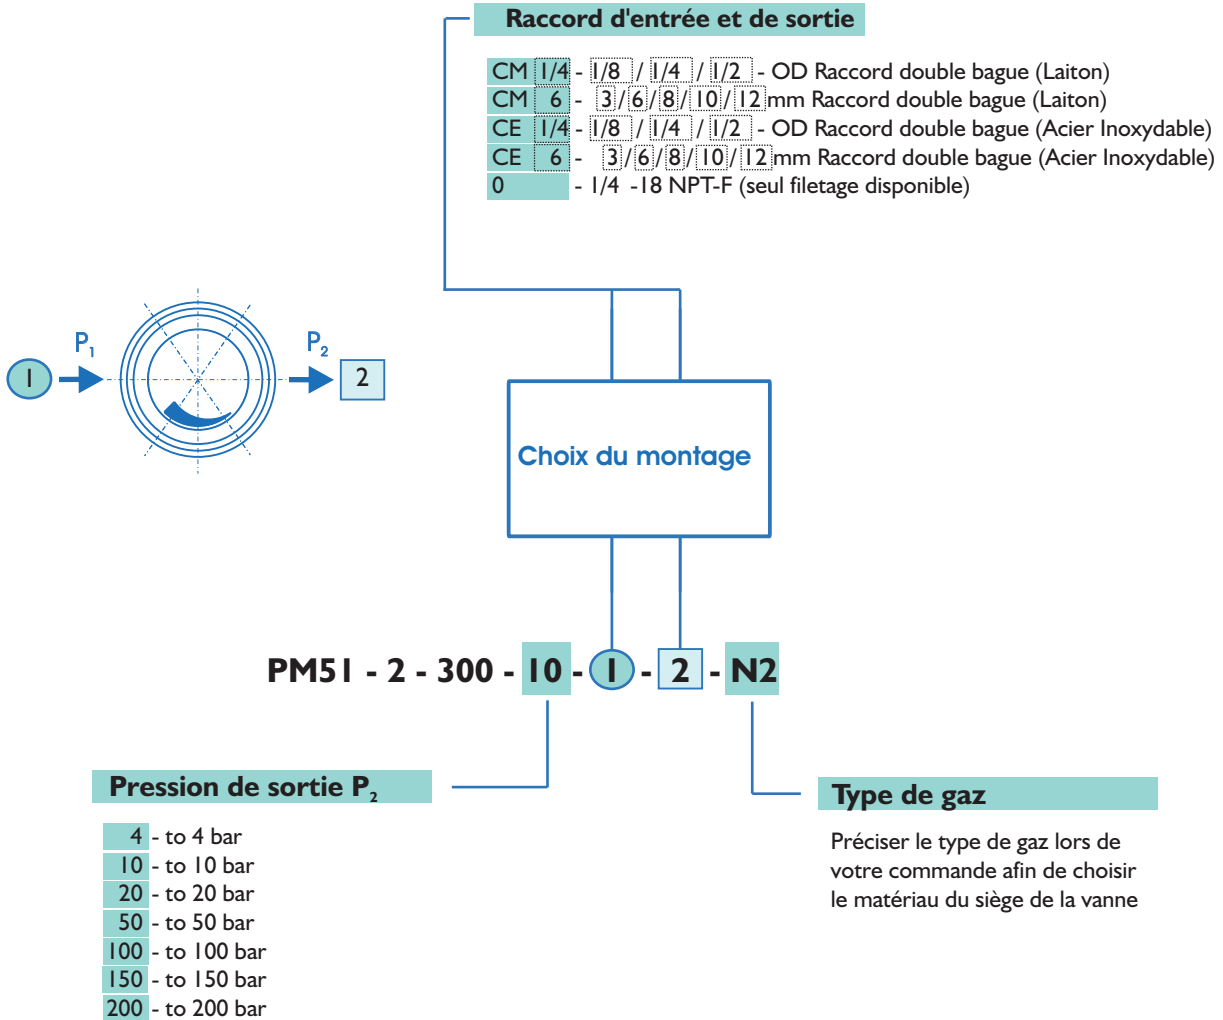 Raccord d'entrée et de sortie
CM 1/4 - 1/8 / 1/4 / 1/2 - OD Raccord double bague (Laiton)
CM 6 - 3/6/8/10/12 mm Raccord double bague (Laiton)
CE 1/4 - 1/8 / 1/4 / 1/2 - OD Raccord double bague (Acier Inoxydable)
CE 6 - 3/6/8/10/12 mm Raccord double bague (Acier Inoxydable)
0 - 1/4 -18 NPT-F (seul filetage disponible)
P1 P2
1 2
Choix du montage
PM51 - 2 - 300 - 10 - 1 - 2 - N2
Pression de sortie P2
4 - to 4 bar
10 - to 10 bar
20 - to 20 bar
50 - to 50 bar
100 - to 100 bar
150 - to 150 bar
200 - to 200 bar
Type de gaz
Préciser le type de gaz lors de
votre commande afin de choisir
le matériau du siège de la vanne